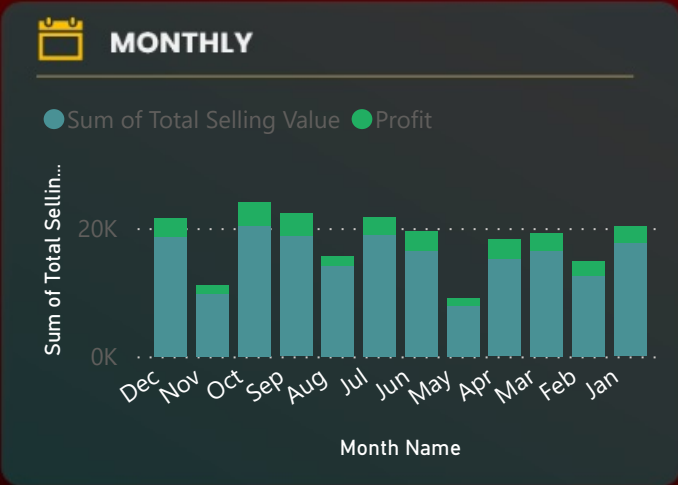 MONTHLY
Sum of Total Selling Value Profit
Sum of Total Sellin...
20K
0K
Dec Nov Oct Sep Aug Jul Jun May Apr Mar Feb Jan
Month Name